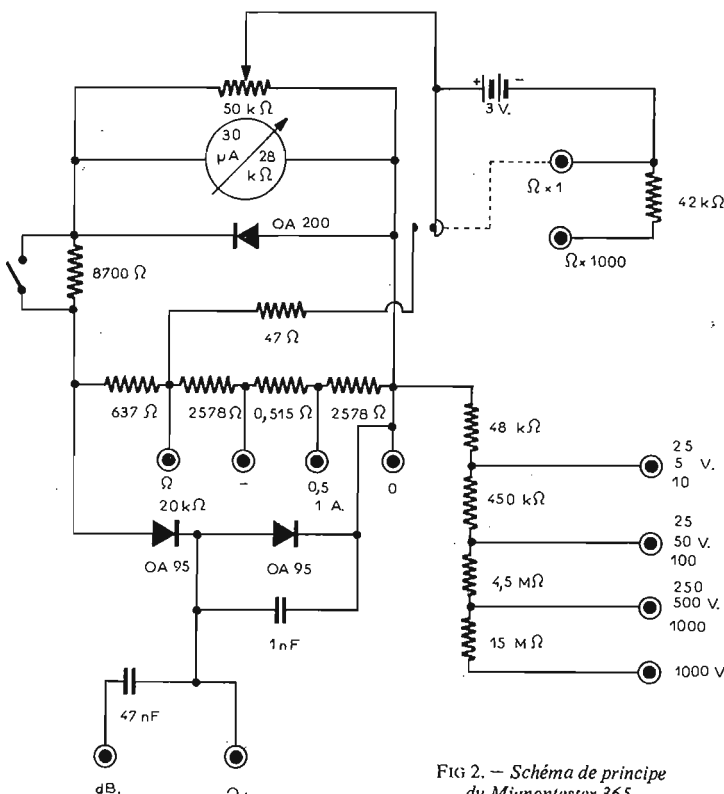 50 kΩ
30
µA 28
kΩ
+ -
3 V.
Ω×1
42 kΩ
Ω×1000
OA 200
8700 Ω
47 Ω
637 Ω 2578 Ω 0,515 Ω 2578 Ω
48 kΩ
Ω - 0,5 0
20 kΩ 1 A.
25
5 V.
10
450 kΩ
25
50 V.
100
OA 95 OA 95
4,5 MΩ
250
500 V.
1000
1 nF
15 MΩ
1000 V
47 nF
dB.
FIG 2. — Schéma de principe